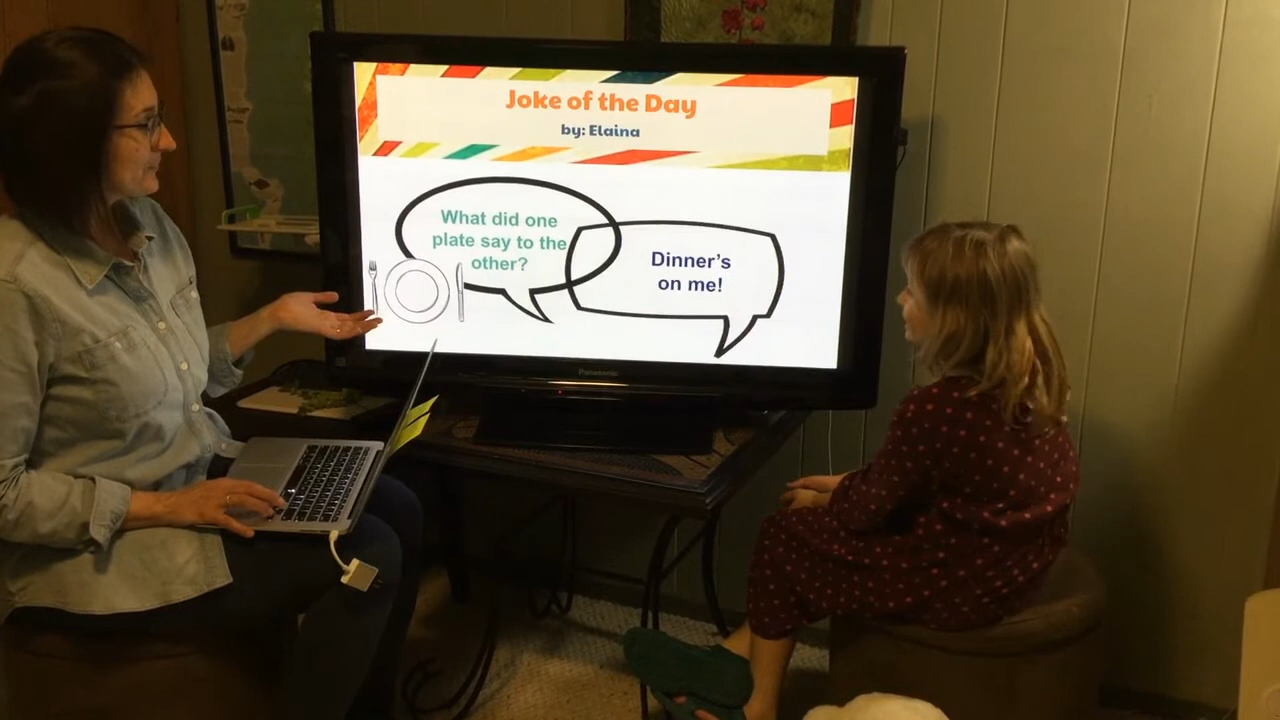 Joke of the Day
by: Elaina
What did one
plate say to the
other?
Dinner's
on me!
Panasonic